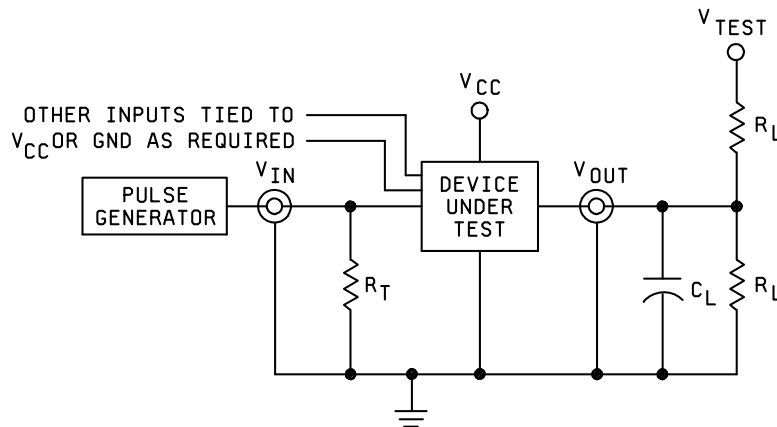 V TEST
V CC
R L
OTHER INPUTS TIED TO
V CC OR GND AS REQUIRED
V IN
V OUT
PULSE
GENERATOR
DEVICE
UNDER
TEST
R T
C L
R L